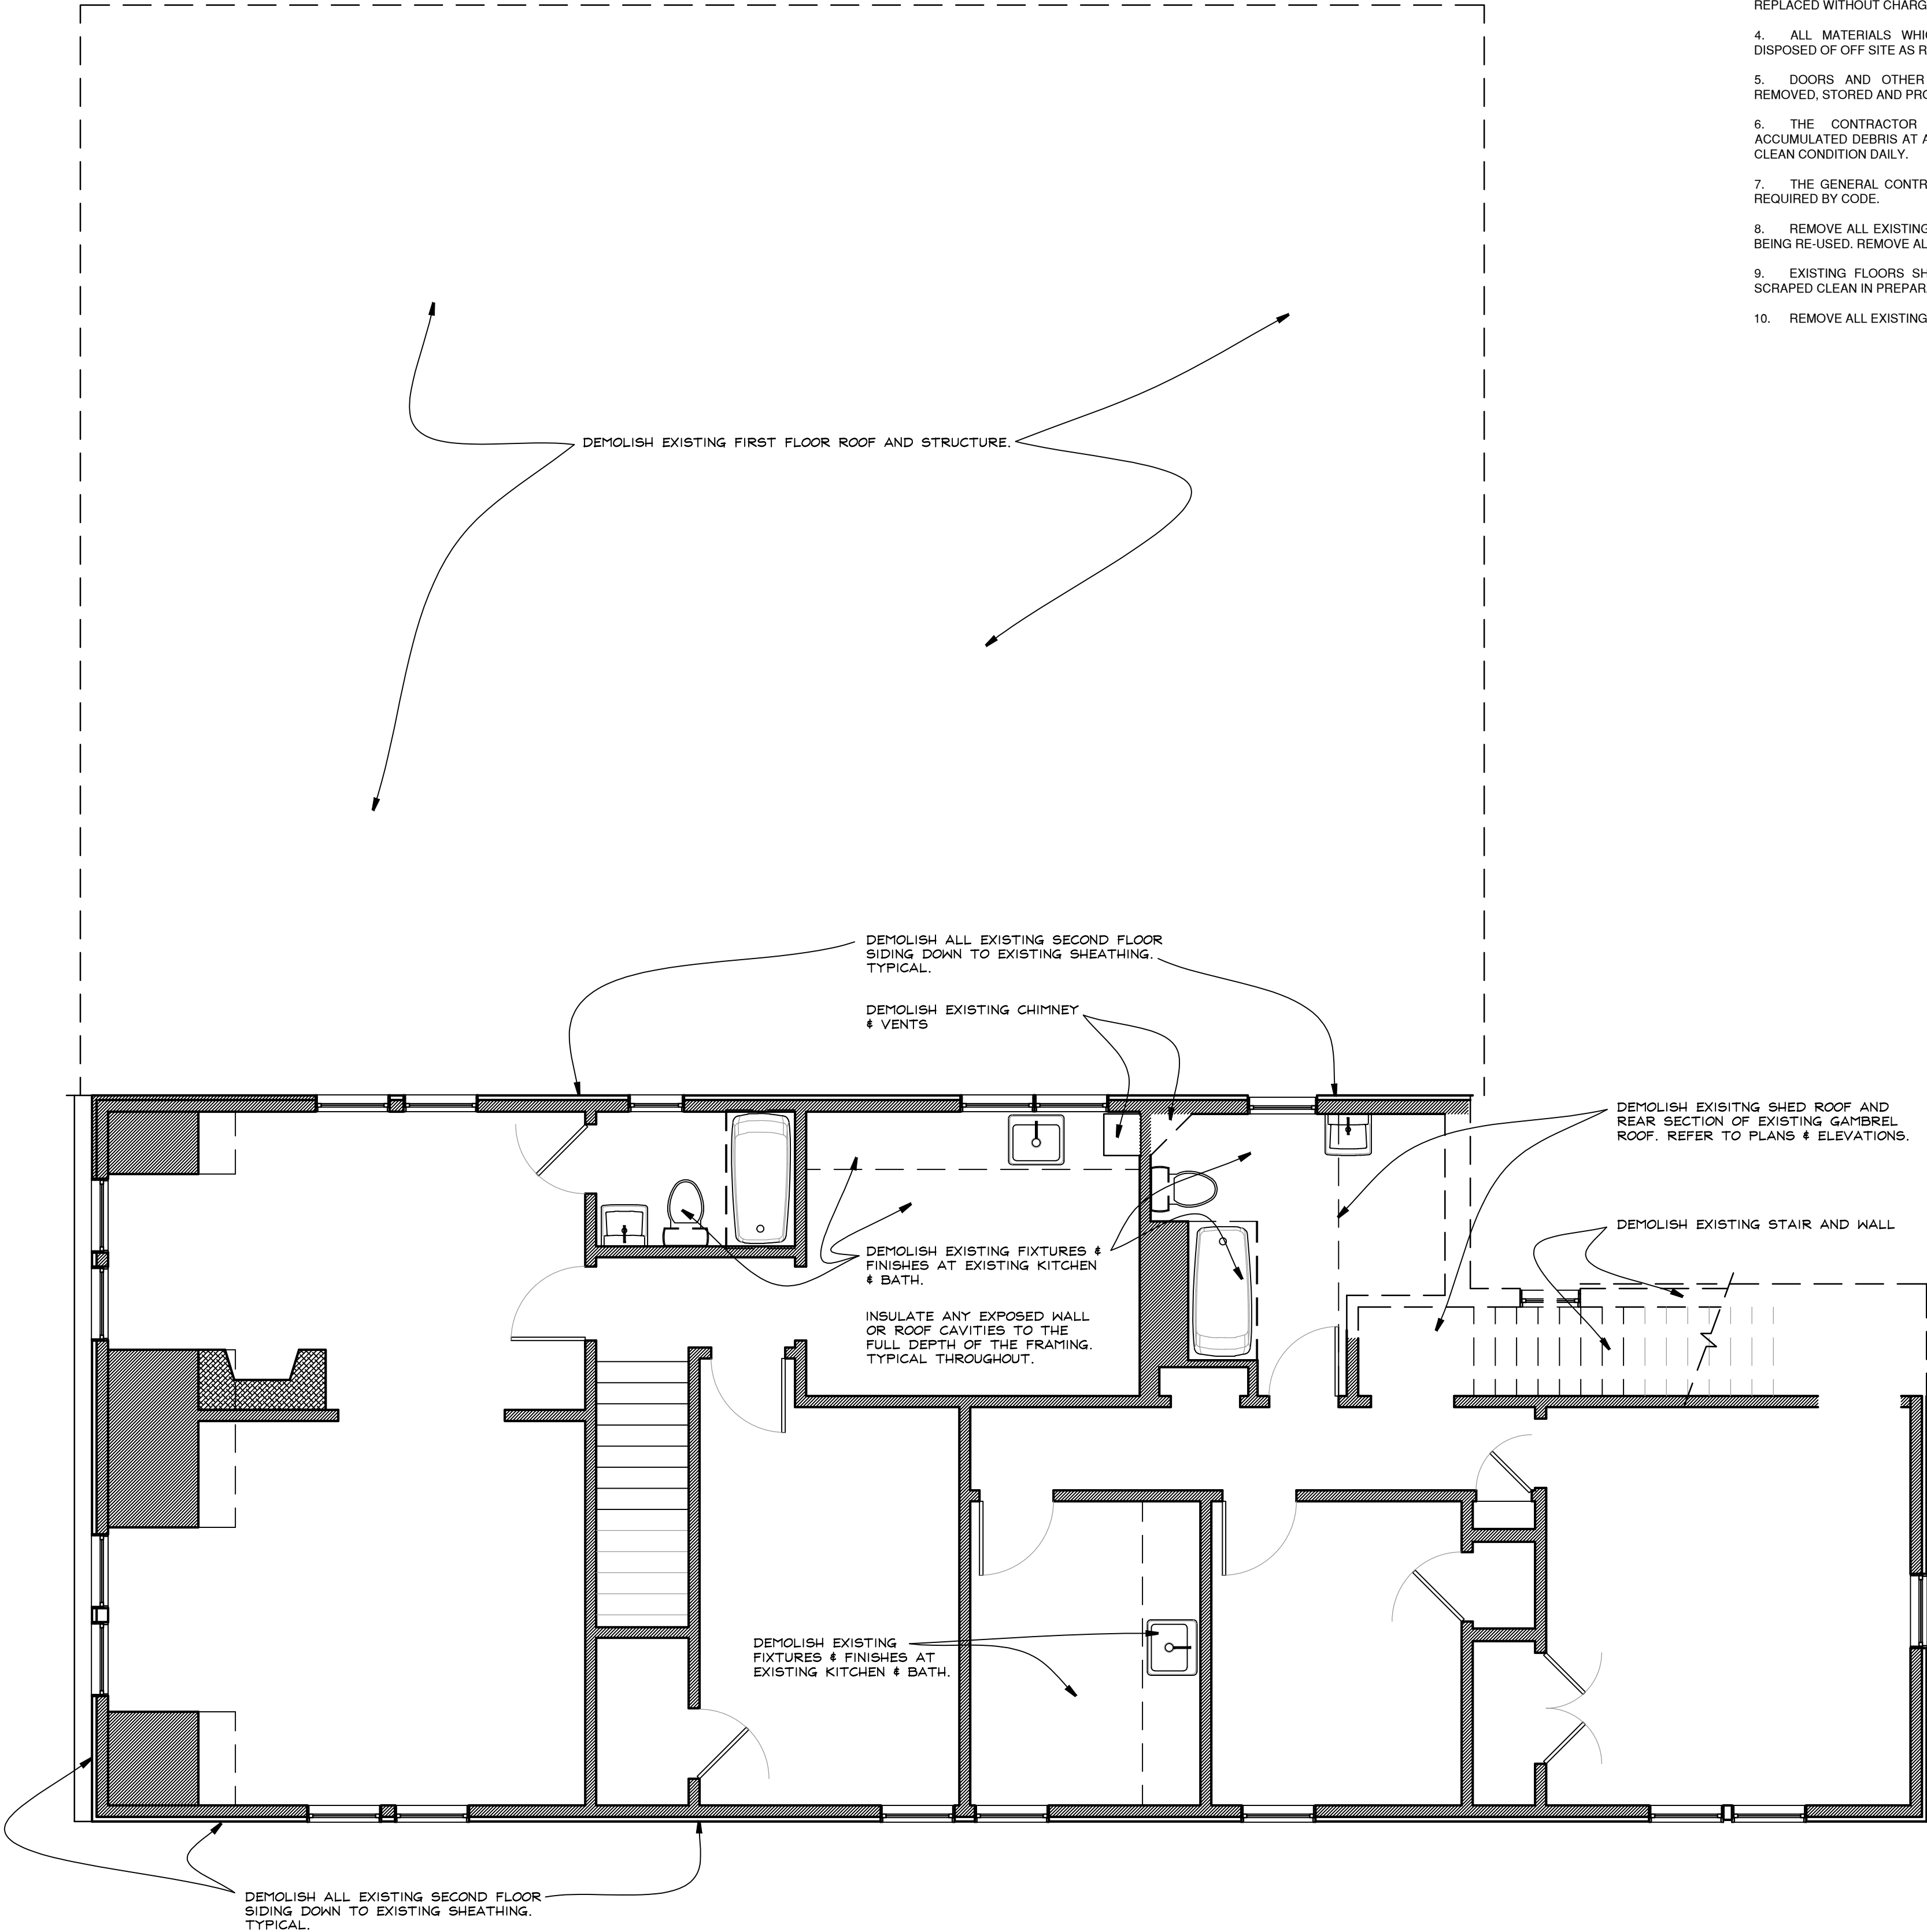 REPLACED WITHOUT CHARG
4. ALL MATERIALS WHI
DISPOSED OF OFF SITE AS R
5. DOORS AND OTHER
REMOVED, STORED AND PRO
6. THE CONTRACTOR
ACCUMULATED DEBRIS AT A
CLEAN CONDITION DAILY.
7. THE GENERAL CONTR
REQUIRED BY CODE.
8. REMOVE ALL EXISTING
BEING RE-USED. REMOVE AL
9. EXISTING FLOORS SH
SCRAPED CLEAN IN PREPAR
10. REMOVE ALL EXISTING
DEMOLISH EXISTING FIRST FLOOR ROOF AND STRUCTURE.
DEMOLISH ALL EXISTING SECOND FLOOR
SIDING DOWN TO EXISTING SHEATHING.
TYPICAL.
DEMOLISH EXISTING CHIMNEY
& VENTS
DEMOLISH EXISITNG SHED ROOF AND
REAR SECTION OF EXISTING GAMBREL
ROOF. REFER TO PLANS & ELEVATIONS.
DEMOLISH EXISTING STAIR AND WALL
DEMOLISH EXISTING FIXTURES &
FINISHES AT EXISTING KITCHEN
& BATH.
INSULATE ANY EXPOSED WALL
OR ROOF CAVITIES TO THE
FULL DEPTH OF THE FRAMING.
TYPICAL THROUGHOUT.
DEMOLISH EXISTING
FIXTURES & FINISHES AT
EXISTING KITCHEN & BATH.
DEMOLISH ALL EXISTING SECOND FLOOR
SIDING DOWN TO EXISTING SHEATHING.
TYPICAL.